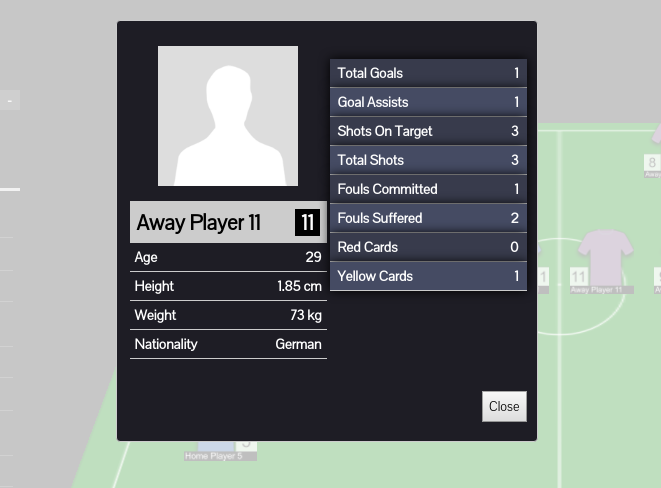 -
Away Player 11 11
Age 29
Height 1.85 cm
Weight 73 kg
Nationality German
Total Goals 1
Goal Assists 1
Shots On Target 3
Total Shots 3
Fouls Committed 1
Fouls Suffered 2
Red Cards 0
Yellow Cards 1
Close
8
11
Away Player 11
Home Player 5